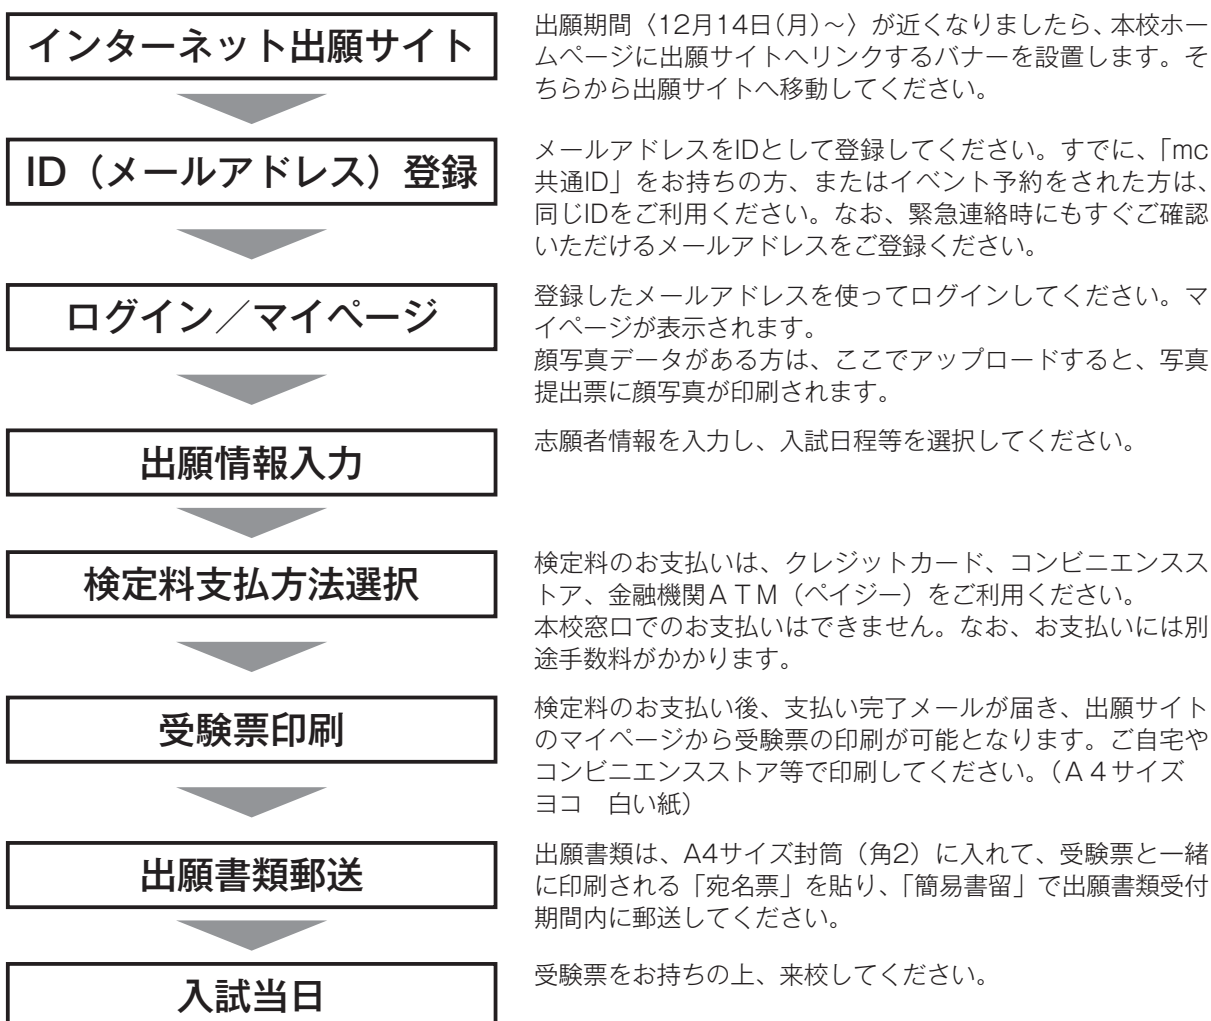 インターネット出願サイト
出願期間〈12月14日(月)～〉が近くなりましたら、本校ホー
ムページに出願サイトへリンクするバナーを設置します。そ
ちらから出願サイトへ移動してください。
ID（メールアドレス）登録
メールアドレスをIDとして登録してください。すでに、「mc
共通ID」をお持ちの方、またはイベント予約をされた方は、
同じIDをご利用ください。なお、緊急連絡時にもすぐご確認
いただけるメールアドレスをご登録ください。
ログイン／マイページ
登録したメールアドレスを使ってログインしてください。マ
イページが表示されます。
顔写真データがある方は、ここでアップロードすると、写真
提出票に顔写真が印刷されます。
出願情報入力
志願者情報を入力し、入試日程等を選択してください。
検定料支払方法選択
検定料のお支払いは、クレジットカード、コンビニエンスス
トア、金融機関ＡＴＭ（ペイジー）をご利用ください。
本校窓口でのお支払いはできません。なお、お支払いには別
途手数料がかかります。
受験票印刷
検定料のお支払い後、支払い完了メールが届き、出願サイト
のマイページから受験票の印刷が可能となります。ご自宅や
コンビニエンスストア等で印刷してください。（Ａ４サイズ
ヨコ　白い紙）
出願書類郵送
出願書類は、A4サイズ封筒（角2）に入れて、受験票と一緒
に印刷される「宛名票」を貼り、「簡易書留」で出願書類受付
期間内に郵送してください。
入試当日
受験票をお持ちの上、来校してください。